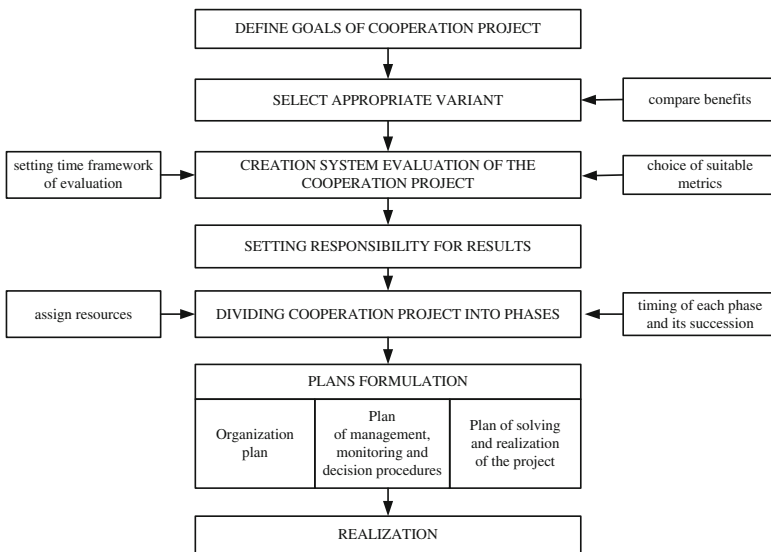 DEFINE GOALS OF COOPERATION PROJECT
SELECT APPROPRIATE VARIANT
compare benefits
setting time framework
of evaluation
CREATION SYSTEM EVALUATION OF THE
COOPERATION PROJECT
choice of suitable
metrics
SETTING RESPONSIBILITY FOR RESULTS
assign resources
DIVIDING COOPERATION PROJECT INTO PHASES
timing of each phase
and its succession
PLANS FORMULATION
Organization
plan
Plan
of management,
monitoring and
decision procedures
Plan of solving
and realization
of the project
REALIZATION